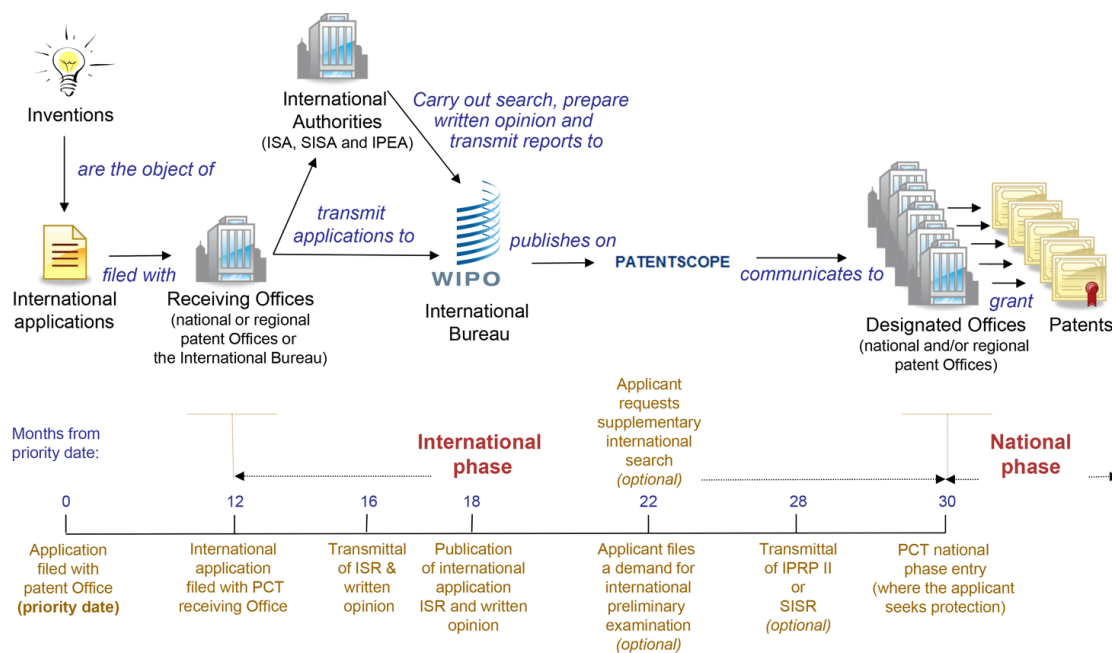 Inventions
are the object of
International
applications
filed with
Receiving Offices
(national or regional
patent Offices or
the International Bureau)
International
Authorities
(ISA, SISA and IPEA)
transmit
applications to
Carry out search, prepare
written opinion and
transmit reports to
WIPO
International
Bureau
publishes on
PATENTSCOPE
communicates to
Designated Offices
(national and/or regional
patent Offices)
grant
Patents
Months from
priority date:
International
phase
Applicant
requests
supplementary
international
search
(optional)
National
phase
0
12
16
18
22
28
30
Application
filed with
patent Office
(priority date)
International
application
filed with PCT
receiving Office
Transmittal
of ISR &
written
opinion
Publication
of international
application
ISR and written
opinion
Applicant files
a demand for
international
preliminary
examination
(optional)
Transmittal
of IPRP II
or
SISR
(optional)
PCT national
phase entry
(where the applicant
seeks protection)